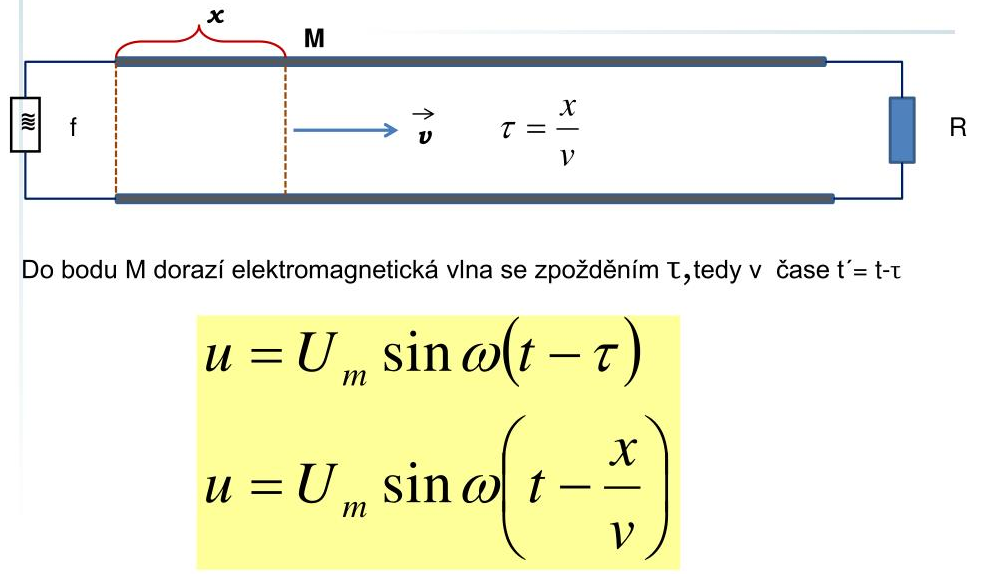 x
M
f
v⃗
τ = x/v
R
Do bodu M dorazí elektromagnetická vlna se zpožděním τ,tedy v čase t´= t-τ
u = U_m sin ω(t − τ)
u = U_m sin ω(t − x/v)